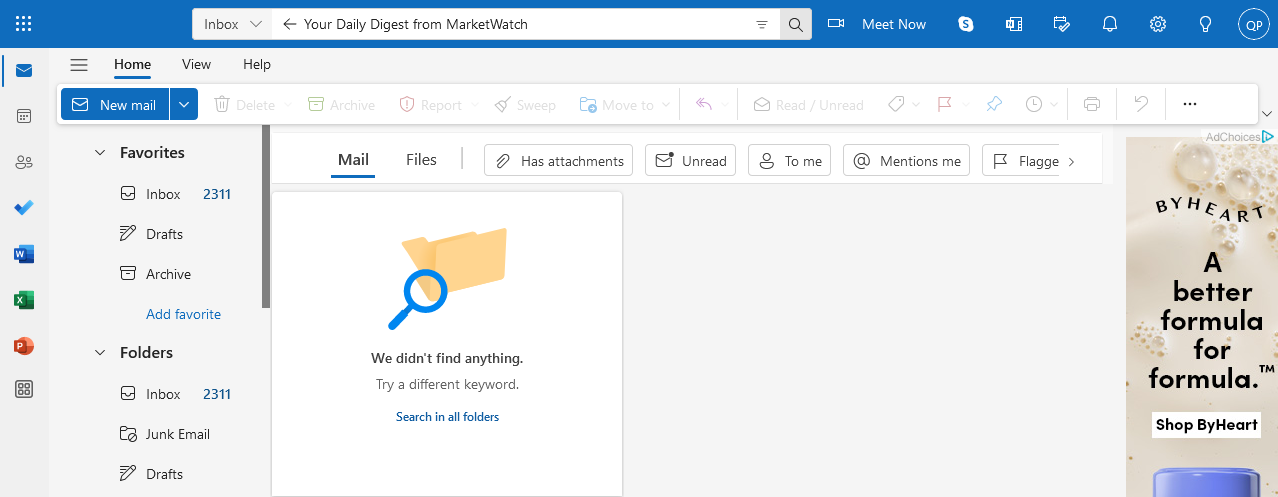 Inbox
Your Daily Digest from MarketWatch
Meet Now
QP
Home
View
Help
New mail
Delete
Archive
Report
Sweep
Move to
Read / Unread
Favorites
Inbox 2311
Drafts
Archive
Add favorite
Folders
Inbox 2311
Junk Email
Drafts
Mail
Files
Has attachments
Unread
To me
Mentions me
Flagge
We didn't find anything.
Try a different keyword.
Search in all folders
AdChoices
BYHEART
A
better
formula
for
formula.™
Shop ByHeart